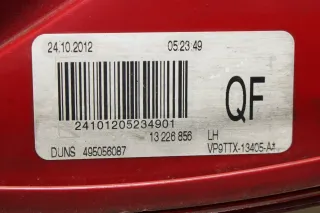 24.10.2012 05:23:49
QF
24101205234901
13 226 856 LH
DUNS 495056087 VP9TTX-13405-A#